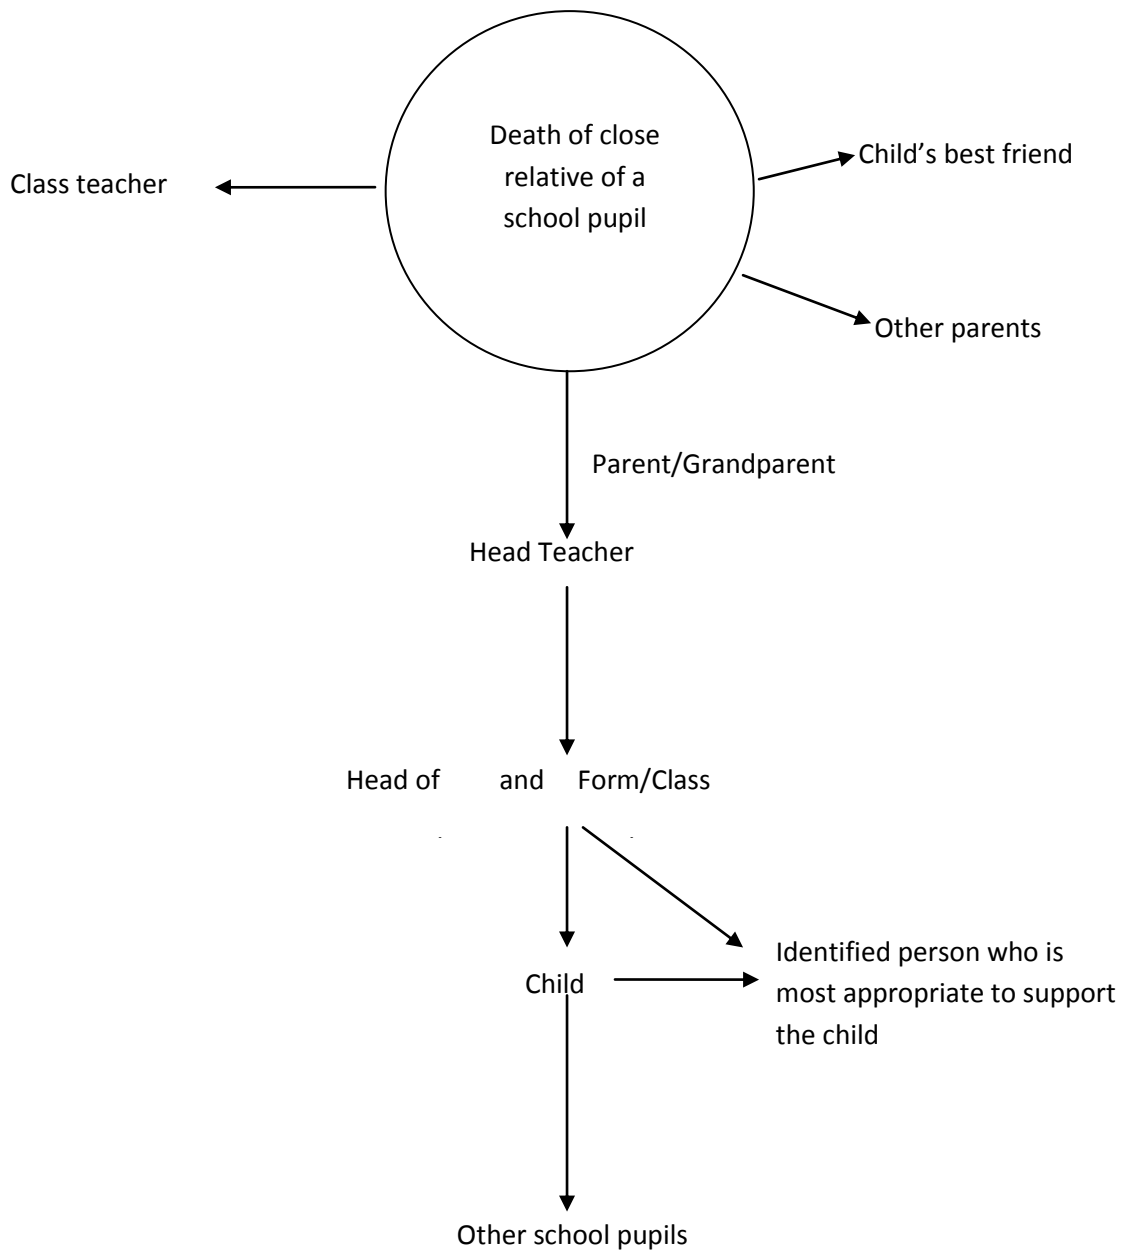 Death of close
relative of a
school pupil
Class teacher
Child's best friend
Other parents
Parent/Grandparent
Head Teacher
Head of and Form/Class
Child
Identified person who is
most appropriate to support
the child
Other school pupils